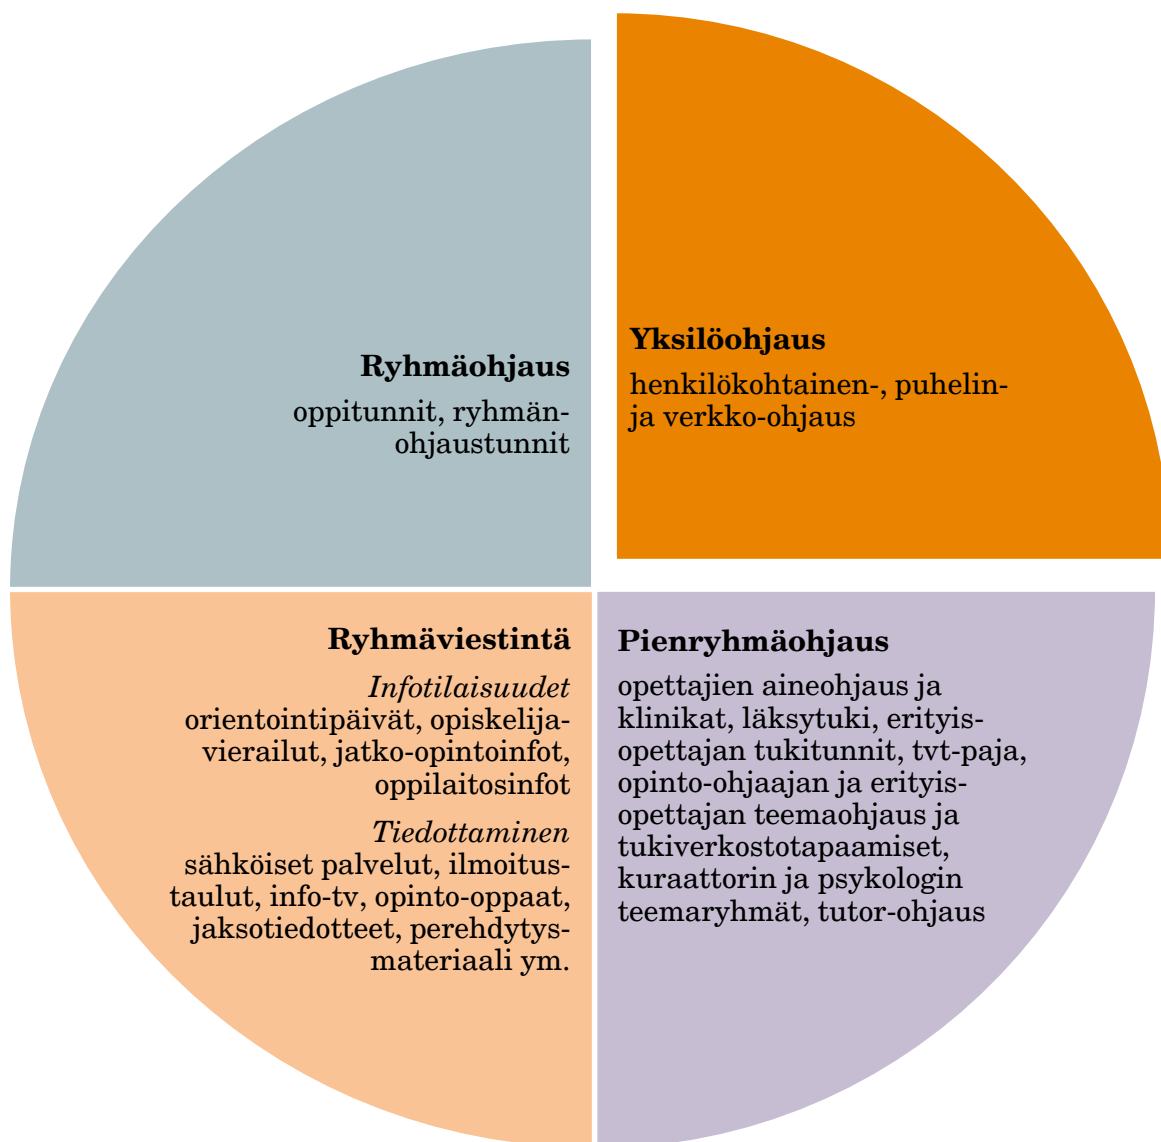 Ryhmäohjaus
oppitunnit, ryhmän-
ohjaustunnit
Yksilöohjaus
henkilökohtainen-, puhelin-
ja verkko-ohjaus
Ryhmäviestintä
Infotilaisuudet
orientointipäivät, opiskelija-
vierailut, jatko-opintoinfot,
oppilaitosinfot
Tiedottaminen
sähköiset palvelut, ilmoitus-
taulut, info-tv, opinto-oppaat,
jaksotiedotteet, perehdytys-
materiaali ym.
Pienryhmäohjaus
opettajien aineohjaus ja
klinikat, läksytuki, erityis-
opettajan tukitunnit, tvt-paja,
opinto-ohjaajan ja erityis-
opettajan teemaohjaus ja
tukiverkostotapaamiset,
kuraattorin ja psykologin
teemaryhmät, tutor-ohjaus